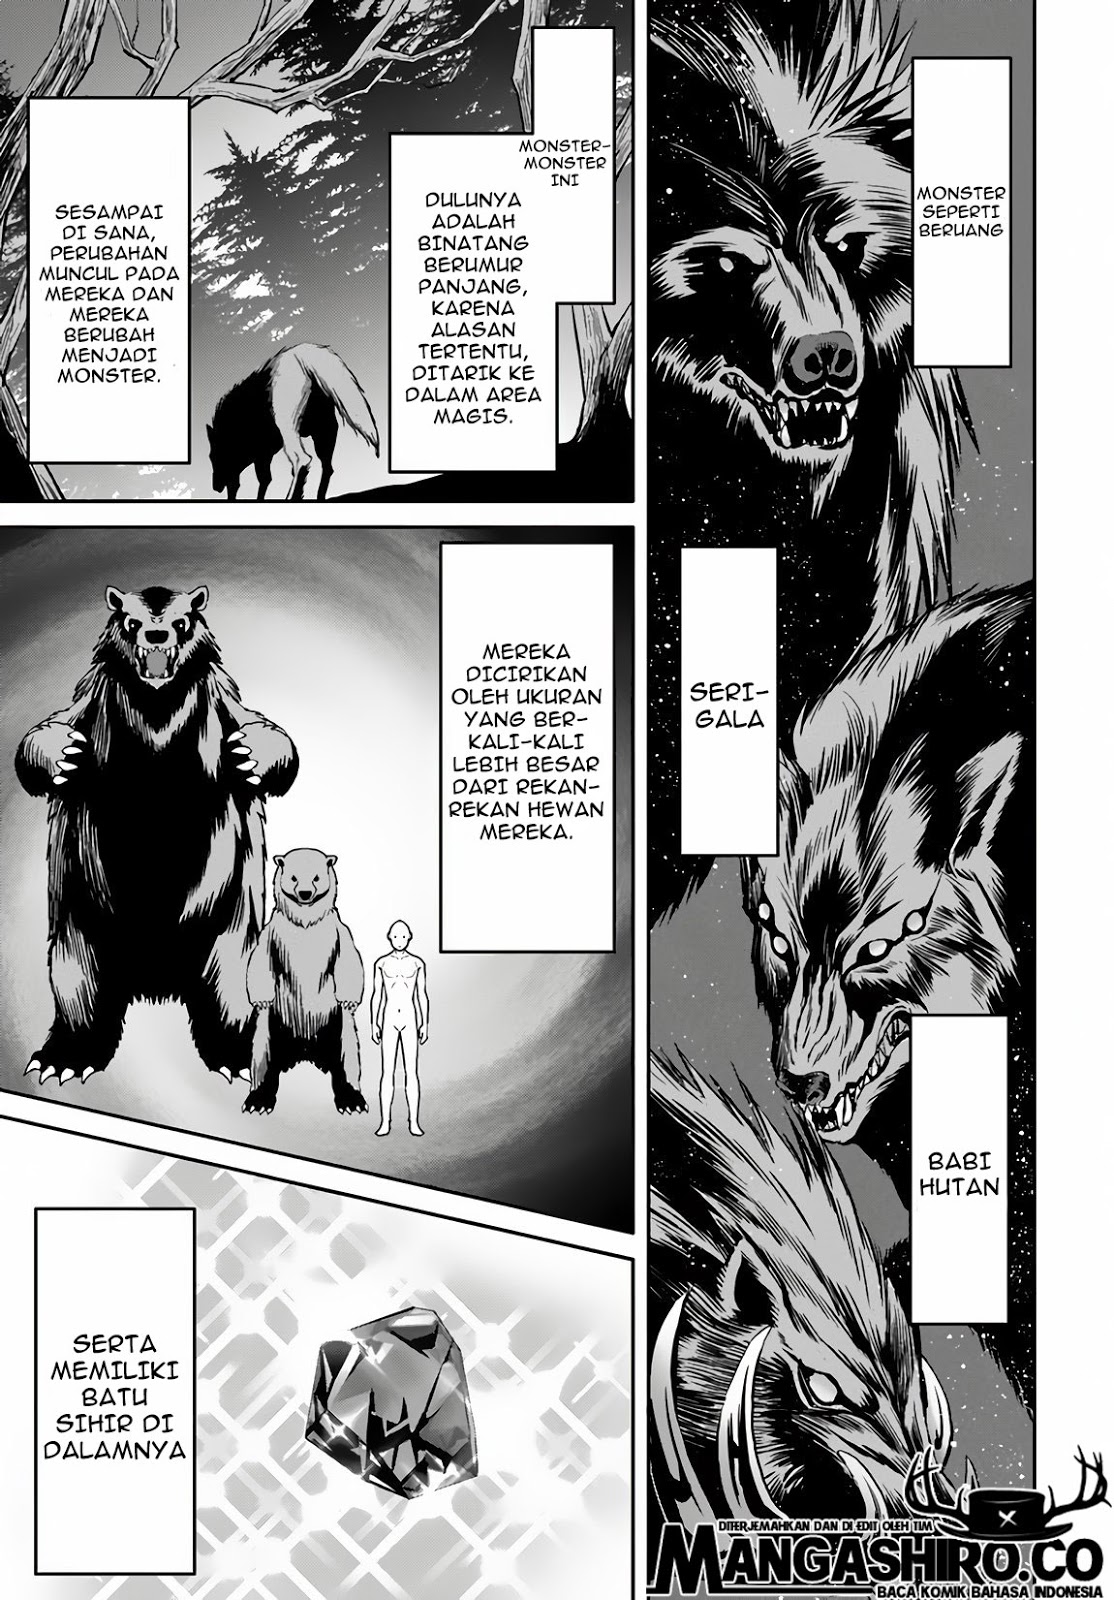 MONSTER
SEPERTI
BERUANG
SERI-
GALA
BABI
HUTAN
MONSTER-
MONSTER
INI
DULUNYA
ADALAH
BINATANG
BERUMUR
PANJANG,
KARENA
ALASAN
TERTENTU,
DITARIK KE
DALAM AREA
MAGIS.
SESAMPAI
DI SANA,
PERUBAHAN
MUNCUL PADA
MEREKA DAN
MEREKA
BERUBAH
MENJADI
MONSTER.
MEREKA
DICIRIKAN
OLEH UKURAN
YANG BER-
KALI-KALI
LEBIH BESAR
DARI REKAN-
REKAN HEWAN
MEREKA.
SERTA
MEMILIKI
BATU
SIHIR DI
DALAMNYA
DITERJEMAHKAN DAN DI EDIT OLEH TIM
MANGASHIRO.CO
BACA KOMIK BAHASA INDONESIA